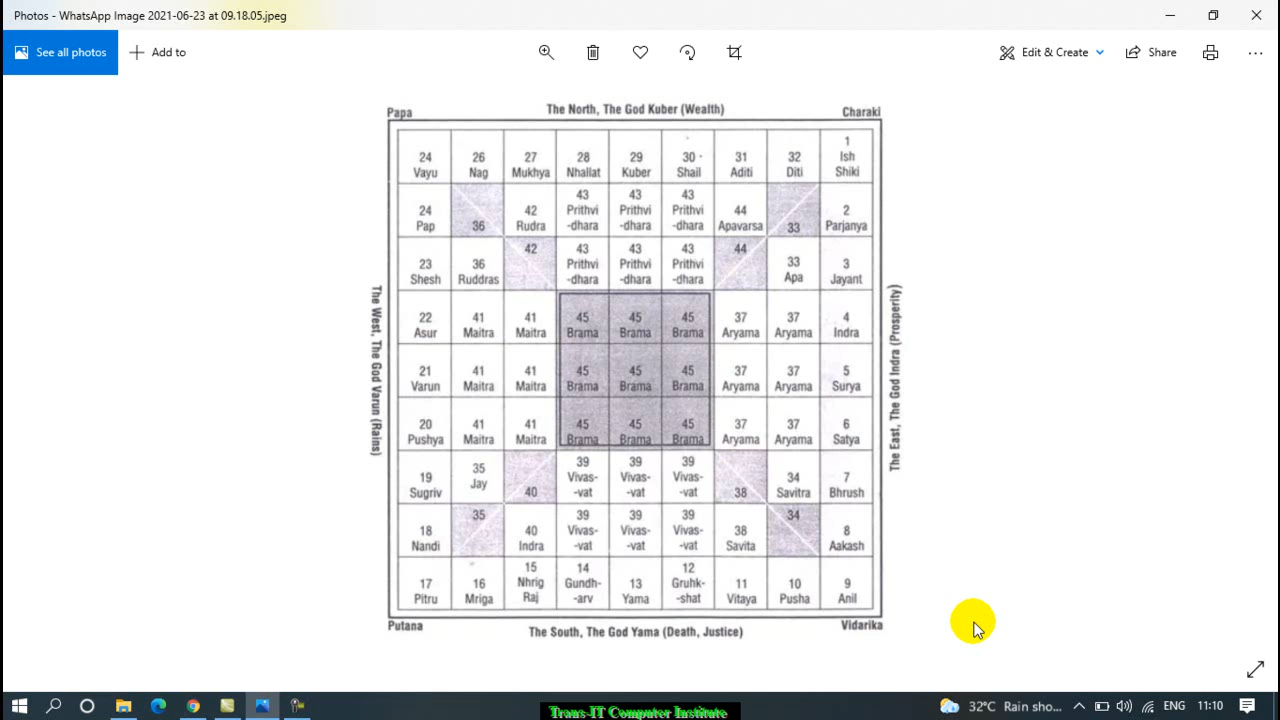 Photos - WhatsApp Image 2021-06-23 at 09.18.05.jpeg
See all photos
Add to
Edit & Create
Share
Papa
The North, The God Kuber (Wealth)
Charaki
24 Vayu
26 Nag
27 Mukhya
28 Nhallat
29 Kuber
30 Shail
31 Aditi
32 Diti
1 Ish Shiki
24 Pap
36
42 Rudra
43 Prithvi -dhara
43 Prithvi -dhara
43 Prithvi -dhara
44 Apavarsa
33
2 Parjanya
23 Shesh
36 Ruddras
42
43 Prithvi -dhara
43 Prithvi -dhara
43 Prithvi -dhara
44
33 Apa
3 Jayant
22 Asur
41 Maitra
41 Maitra
45 Brama
45 Brama
45 Brama
37 Aryama
37 Aryama
4 Indra
21 Varun
41 Maitra
41 Maitra
45 Brama
45 Brama
45 Brama
37 Aryama
37 Aryama
5 Surya
20 Pushya
41 Maitra
41 Maitra
45 Brama
45 Brama
45 Brama
37 Aryama
37 Aryama
6 Satya
19 Sugriv
35 Jay
40
39 Vivas- -vat
39 Vivas- -vat
39 Vivas- -vat
38
34 Savitra
7 Bhrush
18 Nandi
35
40 Indra
39 Vivas- -vat
39 Vivas- -vat
39 Vivas- -vat
38 Savita
34
8 Aakash
17 Pitru
16 Mriga
15 Nhrig Raj
14 Gundh- -arv
13 Yama
12 Gruhk- -shat
11 Vitaya
10 Pusha
9 Anil
The West, The God Varun (Rains)
The East, The God Indra (Prosperity)
Putana
The South, The God Yama (Death, Justice)
Vidarika
Trans-IT Computer Institute
32°C Rain sho...
ENG
11:10